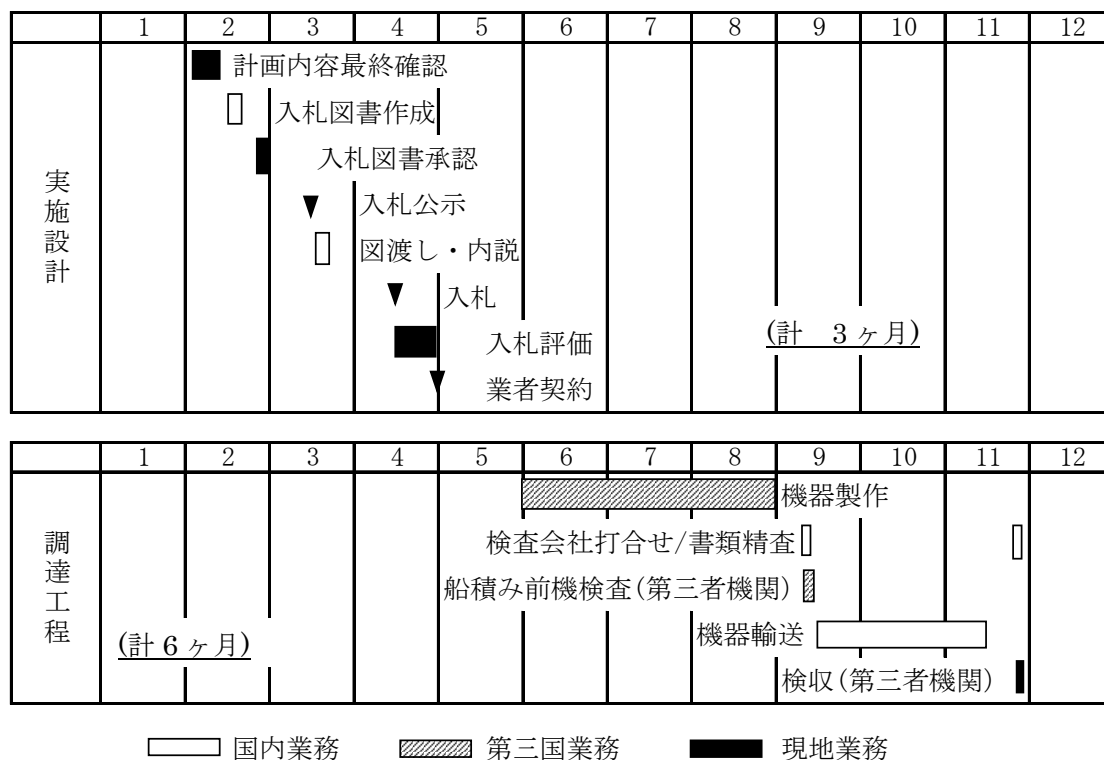 1 2 3 4 5 6 7 8 9 10 11 12
実施設計
計画内容最終確認
入札図書作成
入札図書承認
入札公示
図渡し・内説
入札
入札評価
(計 3ヶ月)
業者契約
1 2 3 4 5 6 7 8 9 10 11 12
調達工程
機器製作
検査会社打合せ/書類精査
船積み前機検査(第三者機関)
機器輸送
(計6ヶ月)
検収(第三者機関)
国内業務 第三国業務 現地業務